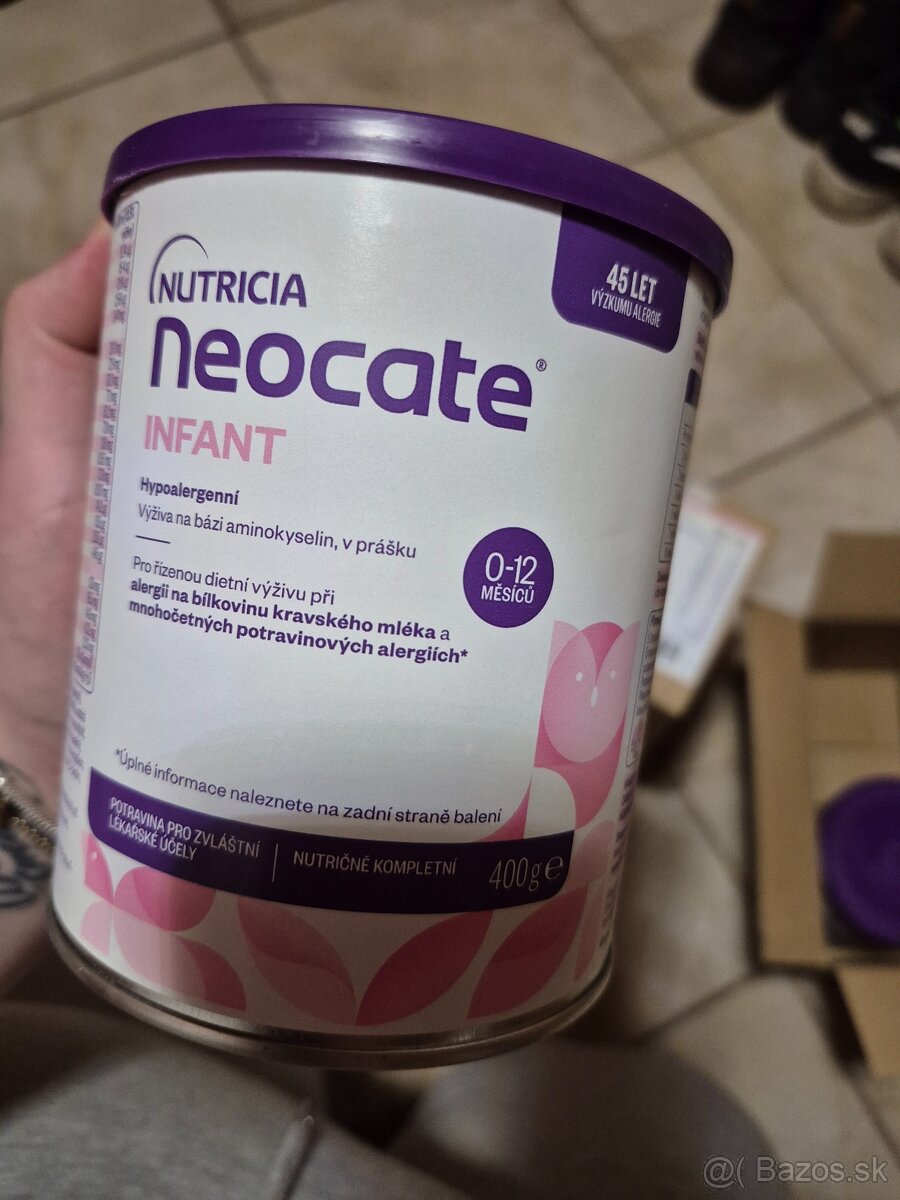 NUTRICIA
neocate®
INFANT
45 LET
VÝZKUMU ALERGIE
Hypoalergenní
Výživa na bázi aminokyselin, v prášku
Pro řízenou dietní výživu při
alergii na bílkovinu kravského mléka a
mnohočetných potravinových alergiích*
0-12
MĚSÍCŮ
*Úplné informace naleznete na zadní straně balení
POTRAVINA PRO ZVLÁŠTNÍ
LÉKAŘSKÉ ÚČELY
NUTRIČNĚ KOMPLETNÍ
400g e
@( Bazos.sk